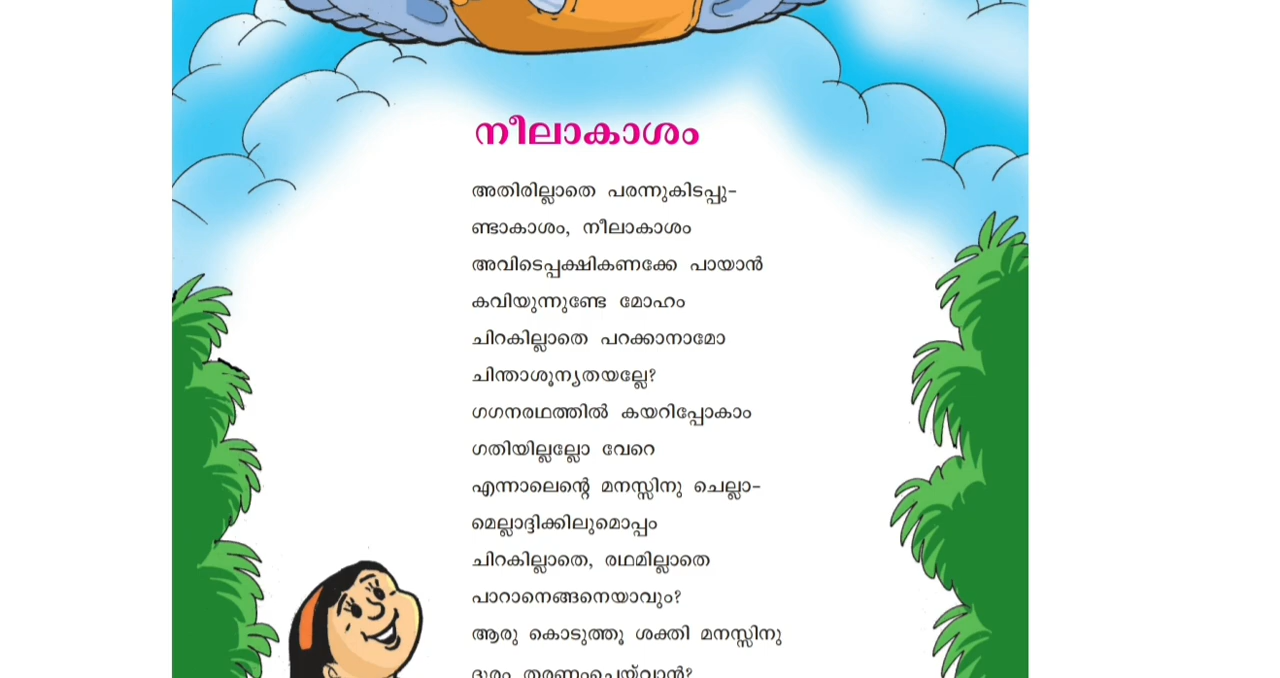 നീലാകാശം
അതിരില്ലാതെ പരന്നുകിടപ്പു-
ണ്ടാകാശം, നീലാകാശം
അവിടെപ്പക്ഷികണക്കേ പായാൻ
കവിയുന്നുണ്ടേ മോഹം
ചിറകില്ലാതെ പറക്കാനാമോ
ചിന്താശൂന്യതയല്ലേ?
ഗഗനരഥത്തിൽ കയറിപ്പോകാം
ഗതിയില്ലല്ലോ വേറെ
എന്നാലെന്റെ മനസ്സിനു ചെല്ലാ-
മെല്ലാദ്ദിക്കിലുമൊപ്പം
ചിറകില്ലാതെ, രഥമില്ലാതെ
പാറാനെങ്ങനെയാവും?
ആരു കൊടുത്തൂ ശക്തി മനസ്സിനു
ദൂരം തരണംചെയ്‌വാൻ?